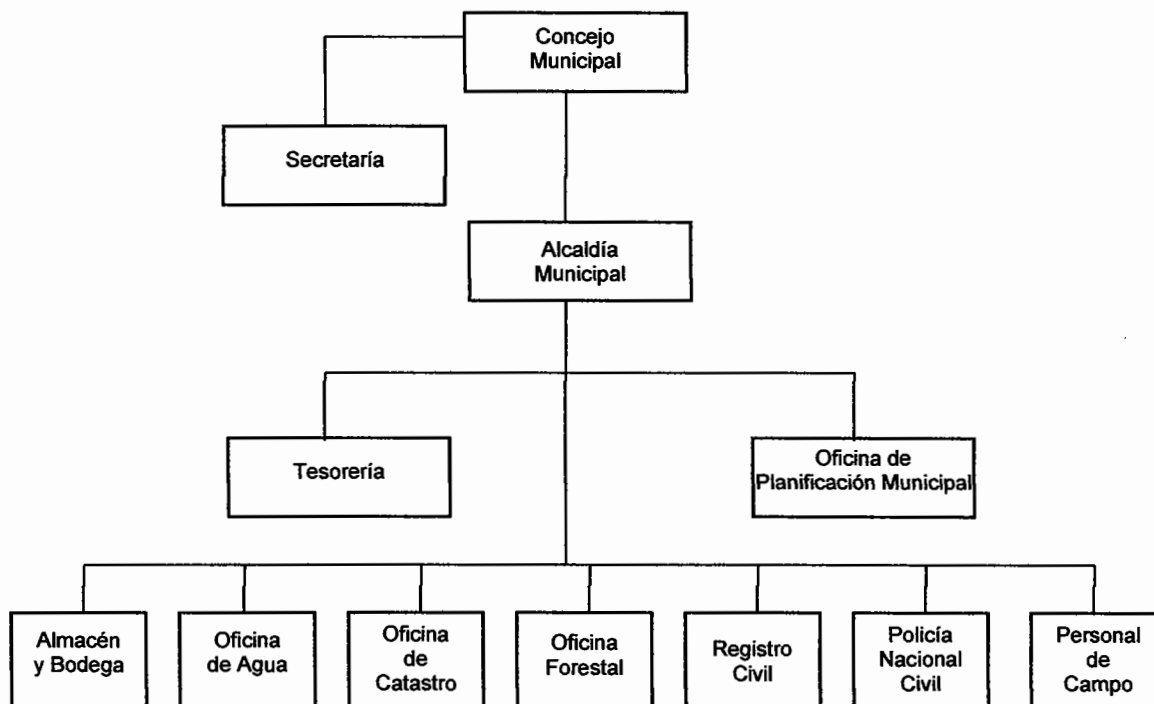 Concejo
Municipal
Secretaría
Alcaldía
Municipal
Tesorería
Oficina de
Planificación Municipal
Almacén
y Bodega
Oficina
de Agua
Oficina
de
Catastro
Oficina
Forestal
Registro
Civil
Policía
Nacional
Civil
Personal
de
Campo